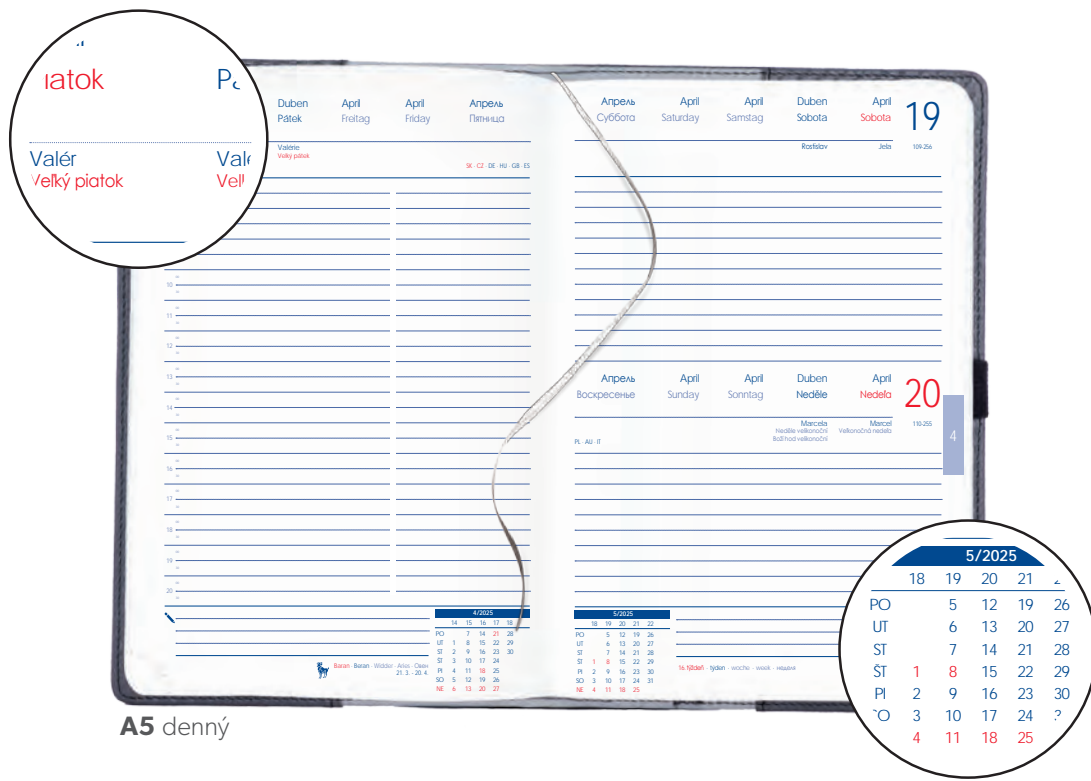 iatok
Valér Valé
Veľký piatok Veľ
Duben April April Апрель
Pátek Freitag Friday Пятница
Valérie
Velký pátek
SK · CZ · DE · HU · GB · ES
10
11
12
13
14
15
16
17
18
19
20
4/2025
14 15 16 17 18
PO 7 14 21 28
UT 1 8 15 22 29
ST 2 9 16 23 30
ŠT 3 10 17 24
PI 4 11 18 25
SO 5 12 19 26
NE 6 13 20 27
Baran · Beran · Widder · Aries · Овен
21. 3. - 20. 4.
Апрель April April Duben April 19
Суббота Saturday Samstag Sobota Sobota
Rostislav Jela 109-256
Апрель April April Duben April 20
Воскресенье Sunday Sonntag Neděle Nedeľa
Marcela Marcel 110-255
Neděle velikonoční Veľkonočná nedeľa
PL · AU · IT Boží hod velikonoční
4
5/2025
18 19 20 21 22
PO 5 12 19 26
UT 6 13 20 27
ST 7 14 21 28
ŠT 1 8 15 22 29
PI 2 9 16 23 30
SO 3 10 17 24 31
NE 4 11 18 25
16. týždeň · týden · woche · week · неделя
5/2025
18 19 20 21
PO 5 12 19 26
UT 6 13 20 27
ST 7 14 21 28
ŠT 1 8 15 22 29
PI 2 9 16 23 30
3 10 17 24
4 11 18 25
A5 denný